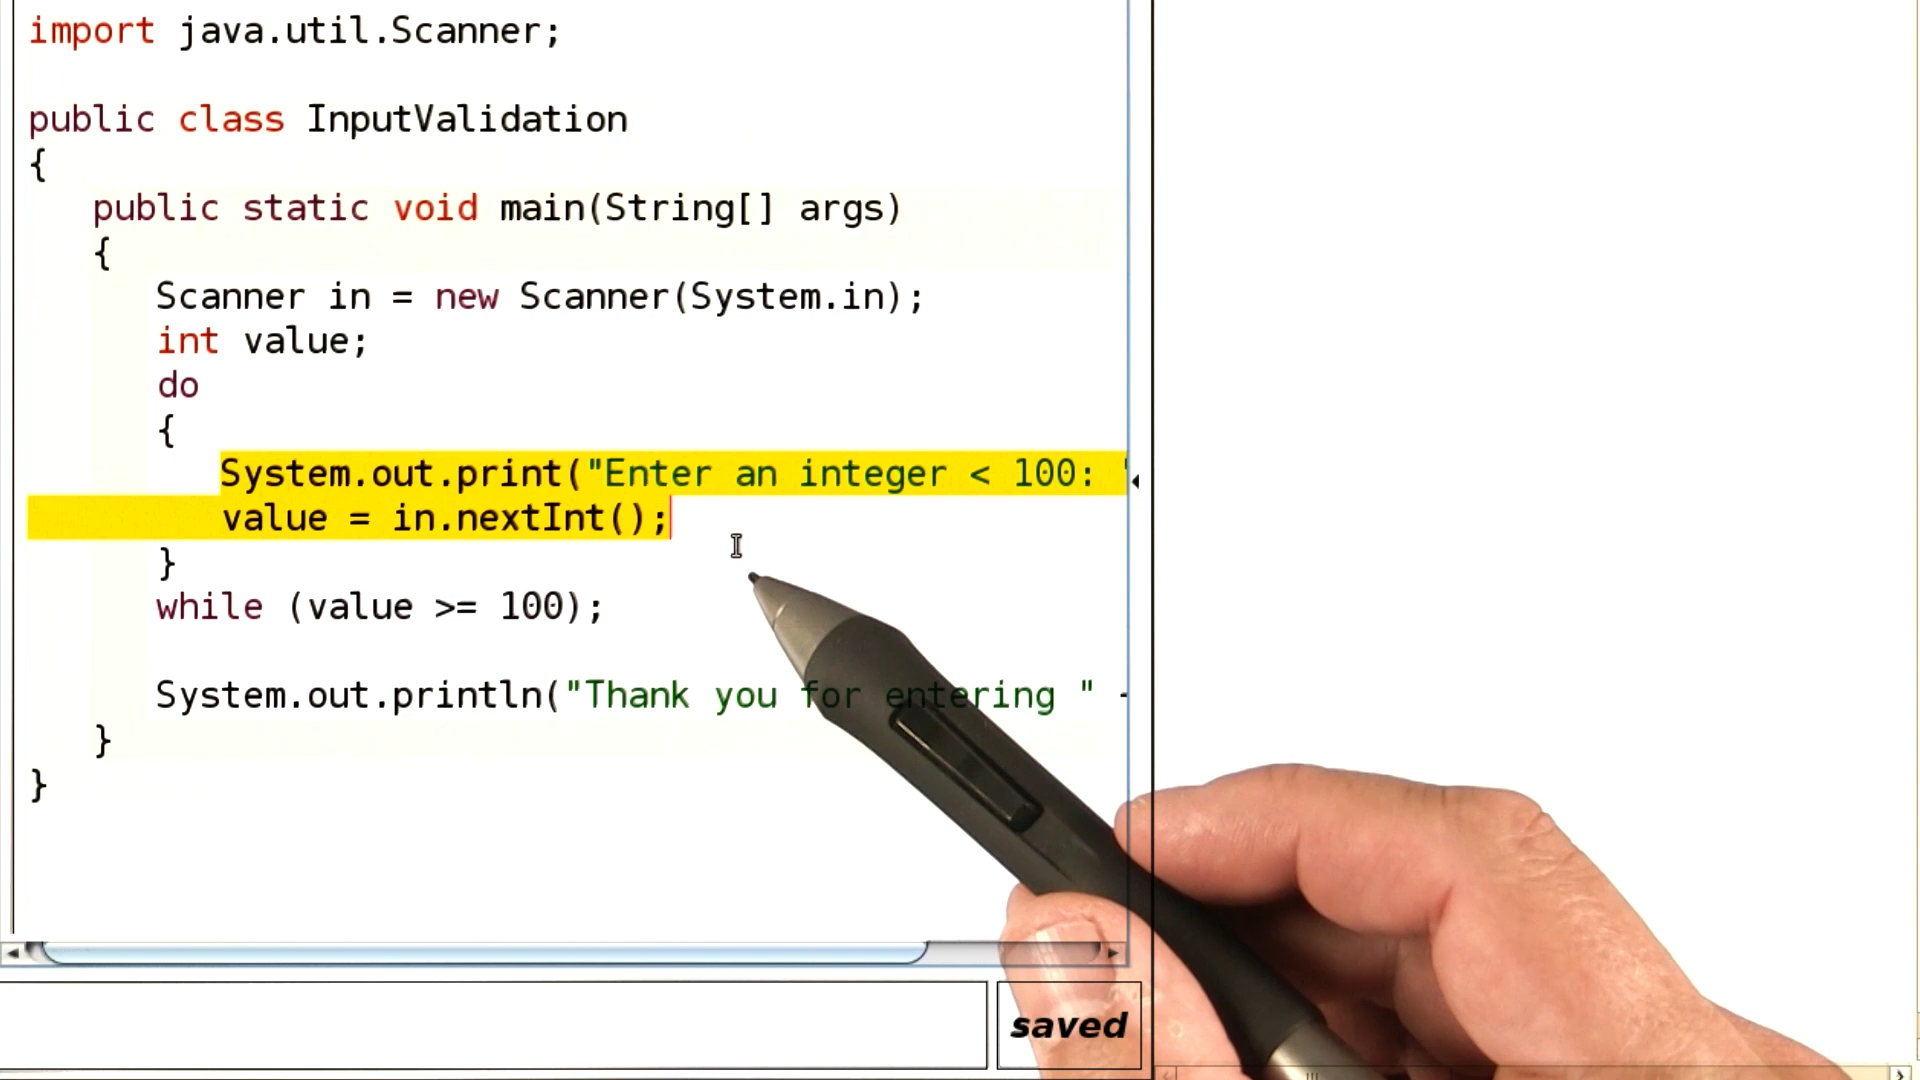 import java.util.Scanner;
public class InputValidation
{
public static void main(String[] args)
{
Scanner in = new Scanner(System.in);
int value;
do
{
System.out.print("Enter an integer < 100: "
value = in.nextInt();
}
while (value >= 100);
System.out.println("Thank you for entering "
}
}
saved